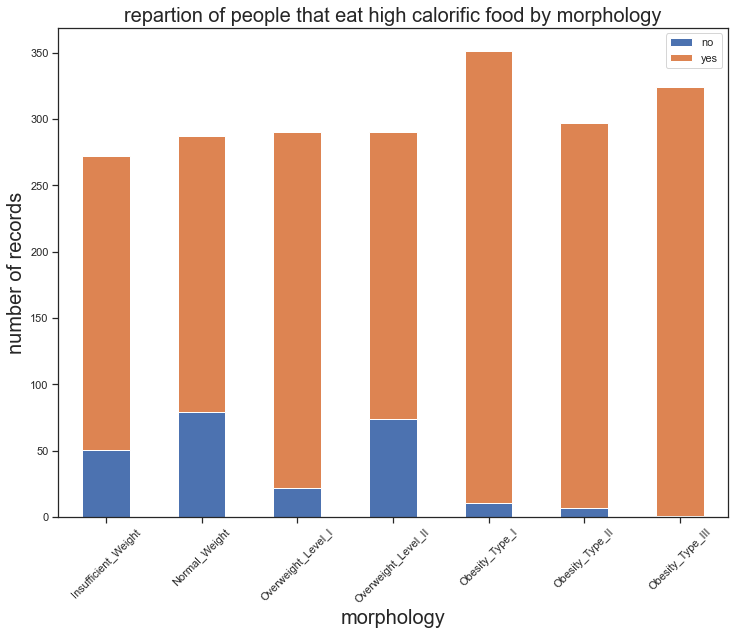 repartion of people that eat high calorific food by morphology
no
yes
number of records
350
300
250
200
150
100
50
0
Insufficient_Weight
Normal_Weight
Overweight_Level_I
Overweight_Level_II
Obesity_Type_I
Obesity_Type_II
Obesity_Type_III
morphology